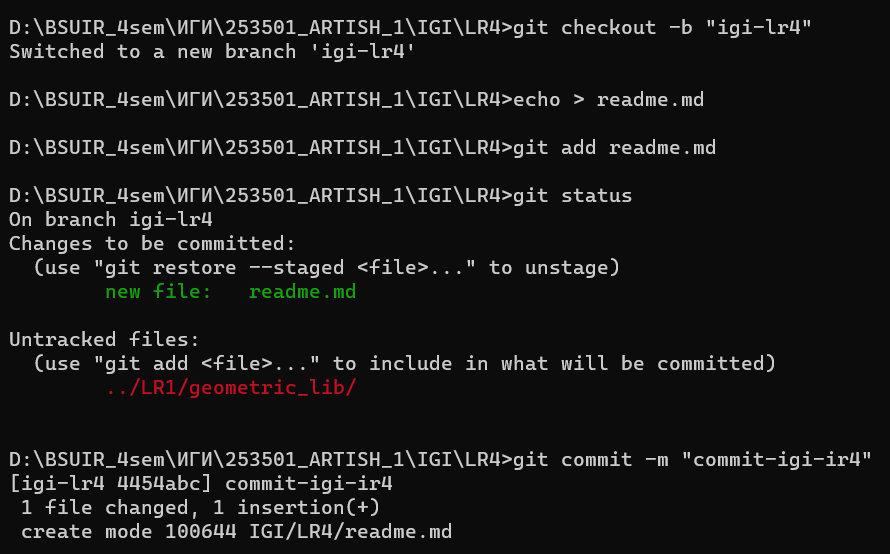 D:\BSUIR_4sem\ИГИ\253501_ARTISH_1\IGI\LR4>git checkout -b "igi-lr4"
Switched to a new branch 'igi-lr4'
D:\BSUIR_4sem\ИГИ\253501_ARTISH_1\IGI\LR4>echo > readme.md
D:\BSUIR_4sem\ИГИ\253501_ARTISH_1\IGI\LR4>git add readme.md
D:\BSUIR_4sem\ИГИ\253501_ARTISH_1\IGI\LR4>git status
On branch igi-lr4
Changes to be committed:
  (use "git restore --staged <file>..." to unstage)
        new file:   readme.md
Untracked files:
  (use "git add <file>..." to include in what will be committed)
        ../LR1/geometric_lib/
D:\BSUIR_4sem\ИГИ\253501_ARTISH_1\IGI\LR4>git commit -m "commit-igi-ir4"
[igi-lr4 4454abc] commit-igi-ir4
 1 file changed, 1 insertion(+)
 create mode 100644 IGI/LR4/readme.md